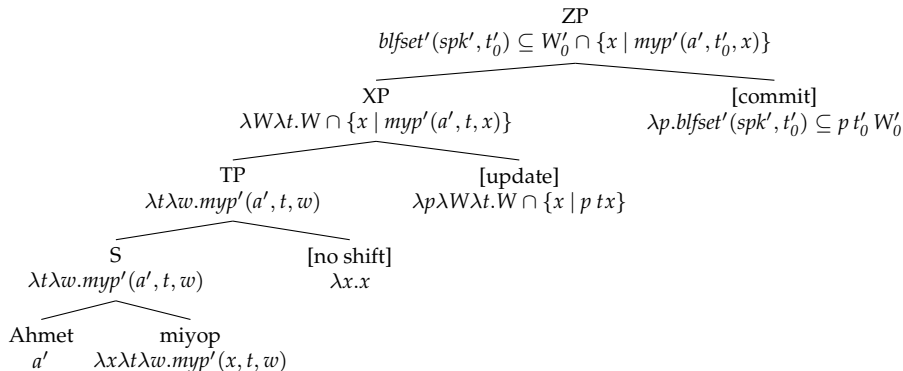 ZP
blfset′(spk′, t′₀) ⊆ W′₀ ∩ {x | myp′(a′, t′₀, x)}
XP [commit]
λWλt.W ∩ {x | myp′(a′, t, x)} λp.blfset′(spk′, t′₀) ⊆ p t′₀ W′₀
TP [update]
λtλw.myp′(a′, t, w) λpλWλt.W ∩ {x | p tx}
S [no shift]
λtλw.myp′(a′, t, w) λx.x
Ahmet miyop
a′ λxλtλw.myp′(x, t, w)